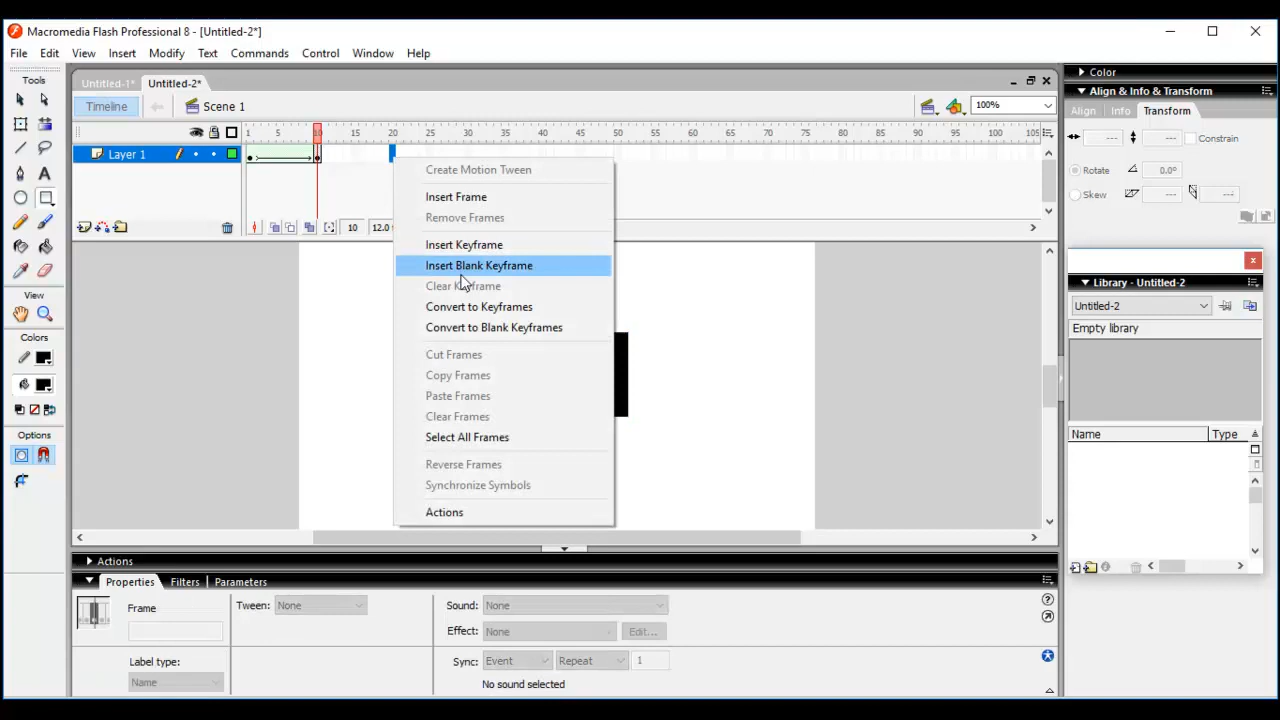 Macromedia Flash Professional 8 - [Untitled-2*]
File Edit View Insert Modify Text Commands Control Window Help
Tools
Untitled-1* Untitled-2*
Timeline Scene 1 100%
1 5 10 15 20 25 30 35 40 45 50 55 60 65 70 75 80 85 90 95 100 105
Layer 1
10 12.0
Create Motion Tween
Insert Frame
Remove Frames
Insert Keyframe
Insert Blank Keyframe
Clear Keyframe
Convert to Keyframes
Convert to Blank Keyframes
Cut Frames
Copy Frames
Paste Frames
Clear Frames
Select All Frames
Reverse Frames
Synchronize Symbols
Actions
View
Colors
Options
Color
Align & Info & Transform
Align Info Transform
--- --- Constrain
Rotate 0.0°
Skew --- ---
Library - Untitled-2
Untitled-2
Empty library
Name Type
Actions
Properties Filters Parameters
Frame Tween: None Sound: None
Effect: None Edit...
Label type: Sync: Event Repeat 1
Name
No sound selected